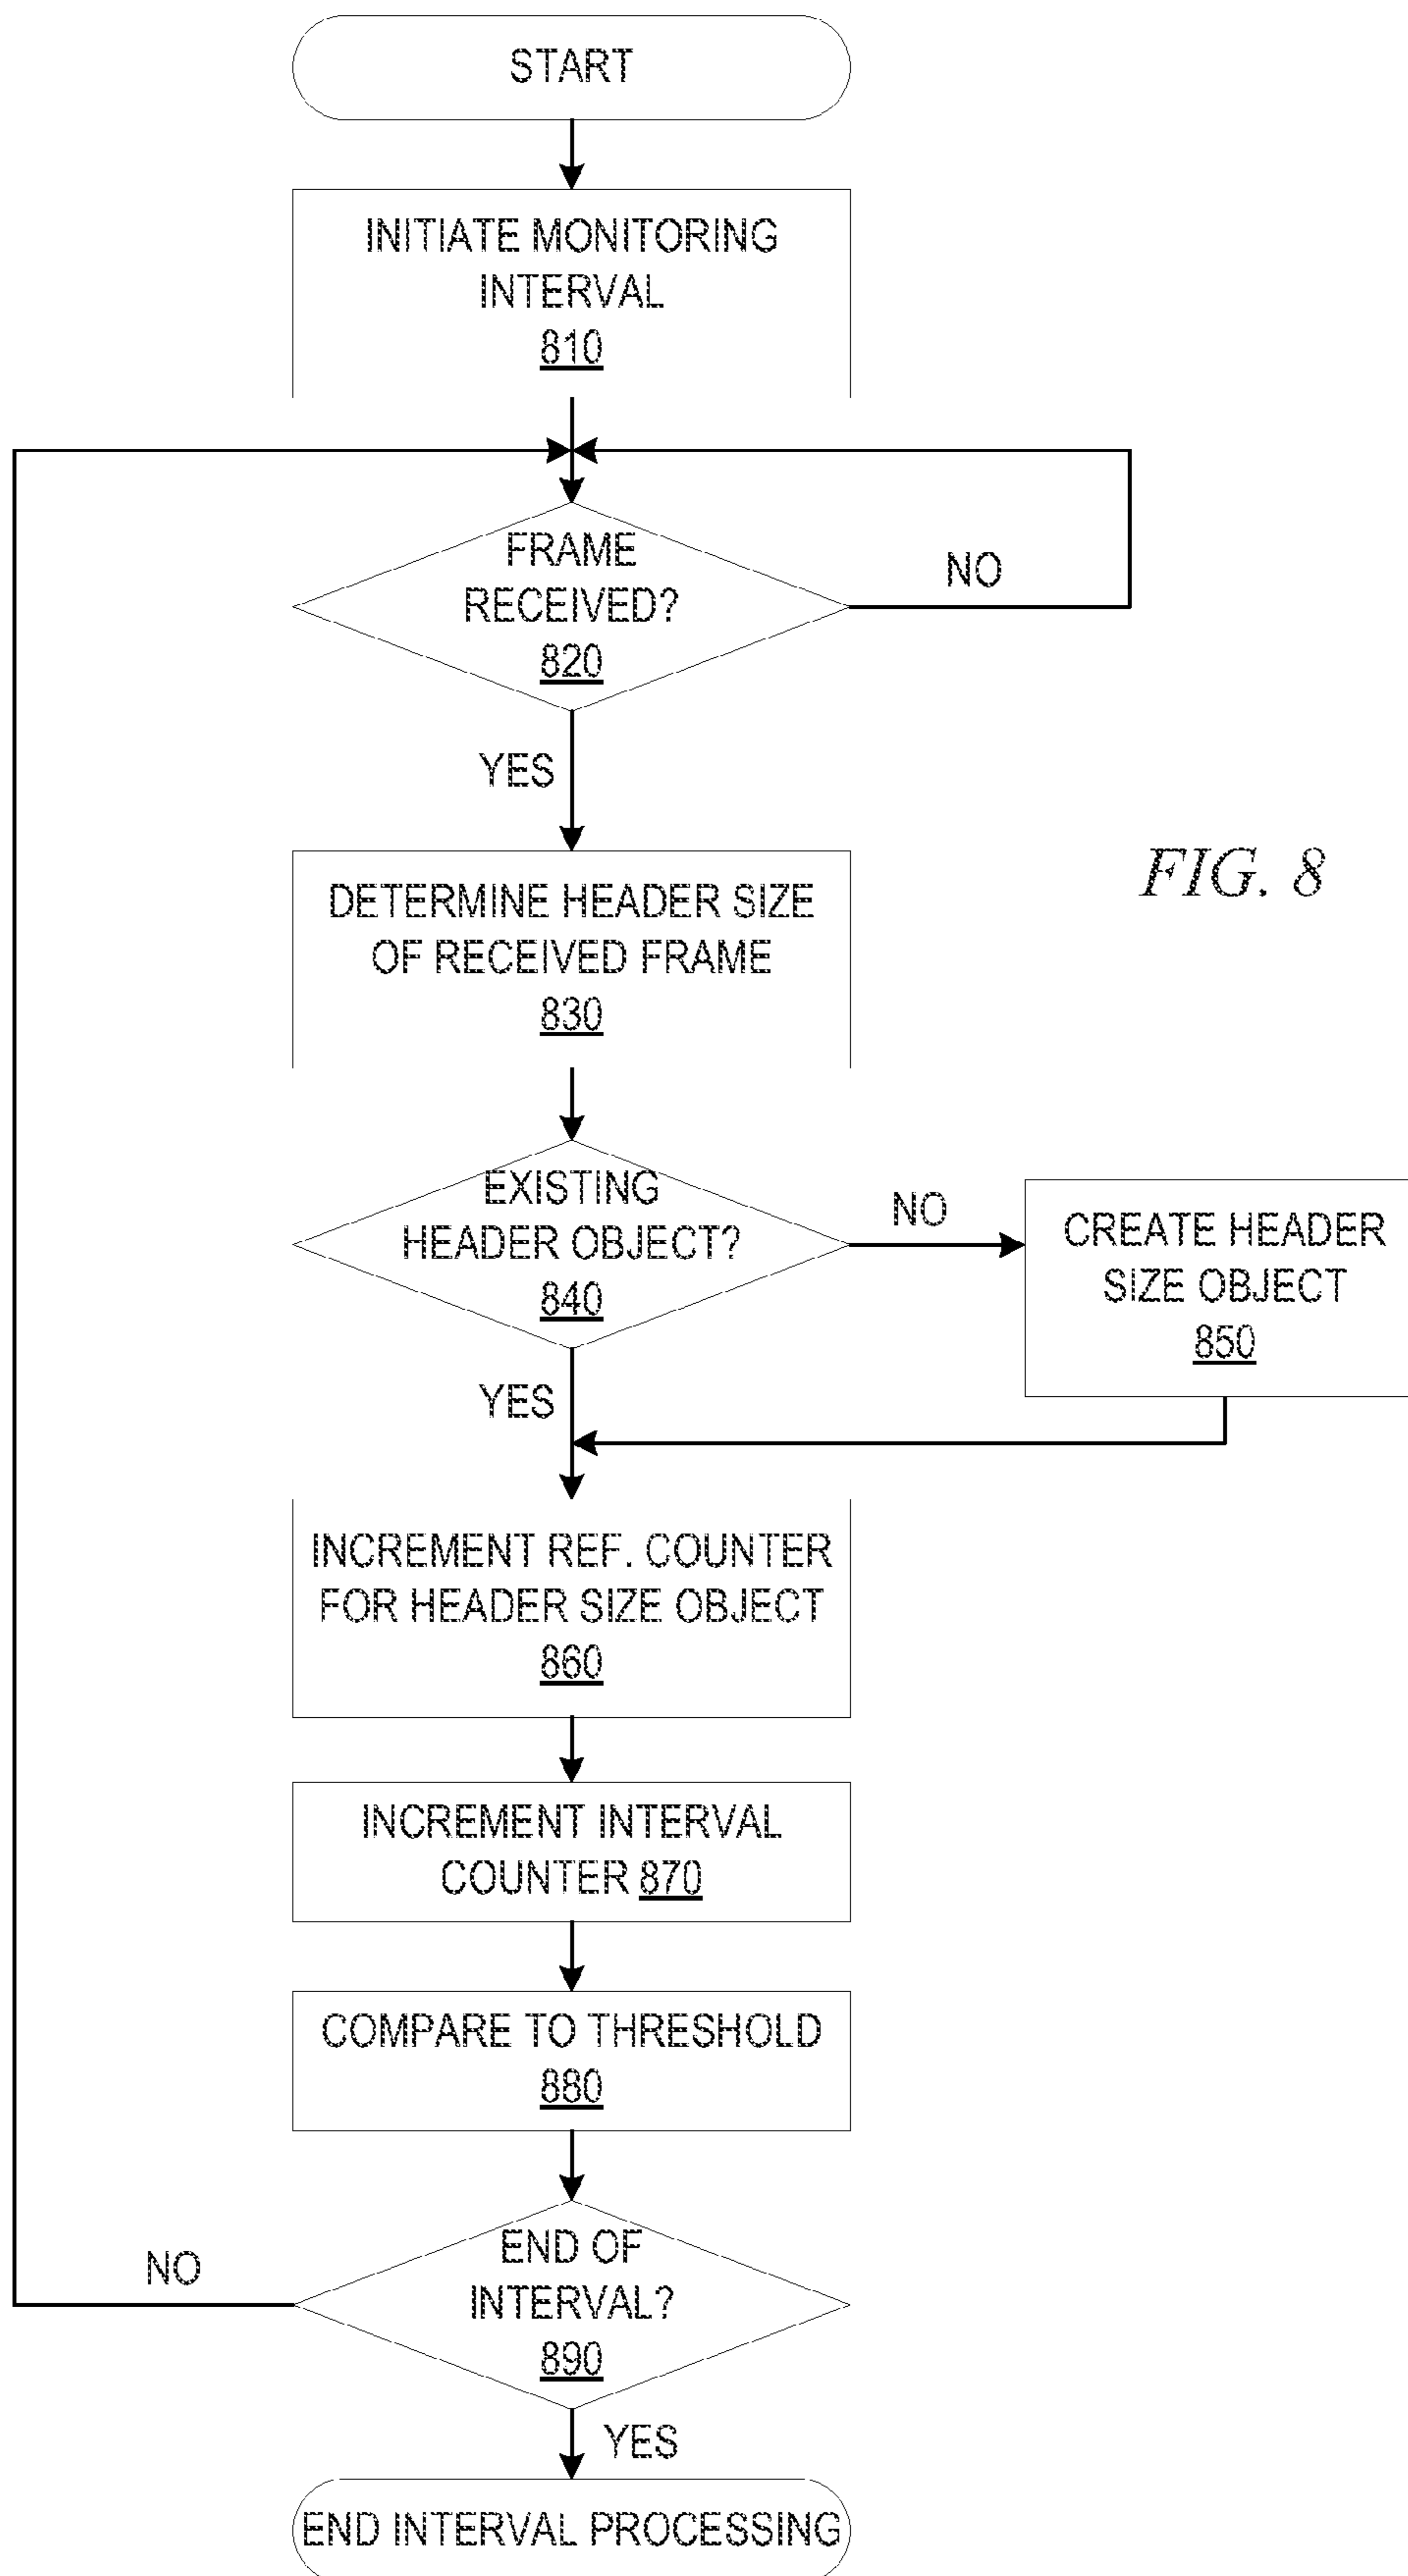 START
INITIATE MONITORING
INTERVAL
810
FRAME
RECEIVED?
820
NO
YES
DETERMINE HEADER SIZE
OF RECEIVED FRAME
830
FIG. 8
EXISTING
HEADER OBJECT?
840
NO
CREATE HEADER
SIZE OBJECT
850
YES
INCREMENT REF. COUNTER
FOR HEADER SIZE OBJECT
860
INCREMENT INTERVAL
COUNTER 870
COMPARE TO THRESHOLD
880
END OF
INTERVAL?
890
NO
YES
END INTERVAL PROCESSING